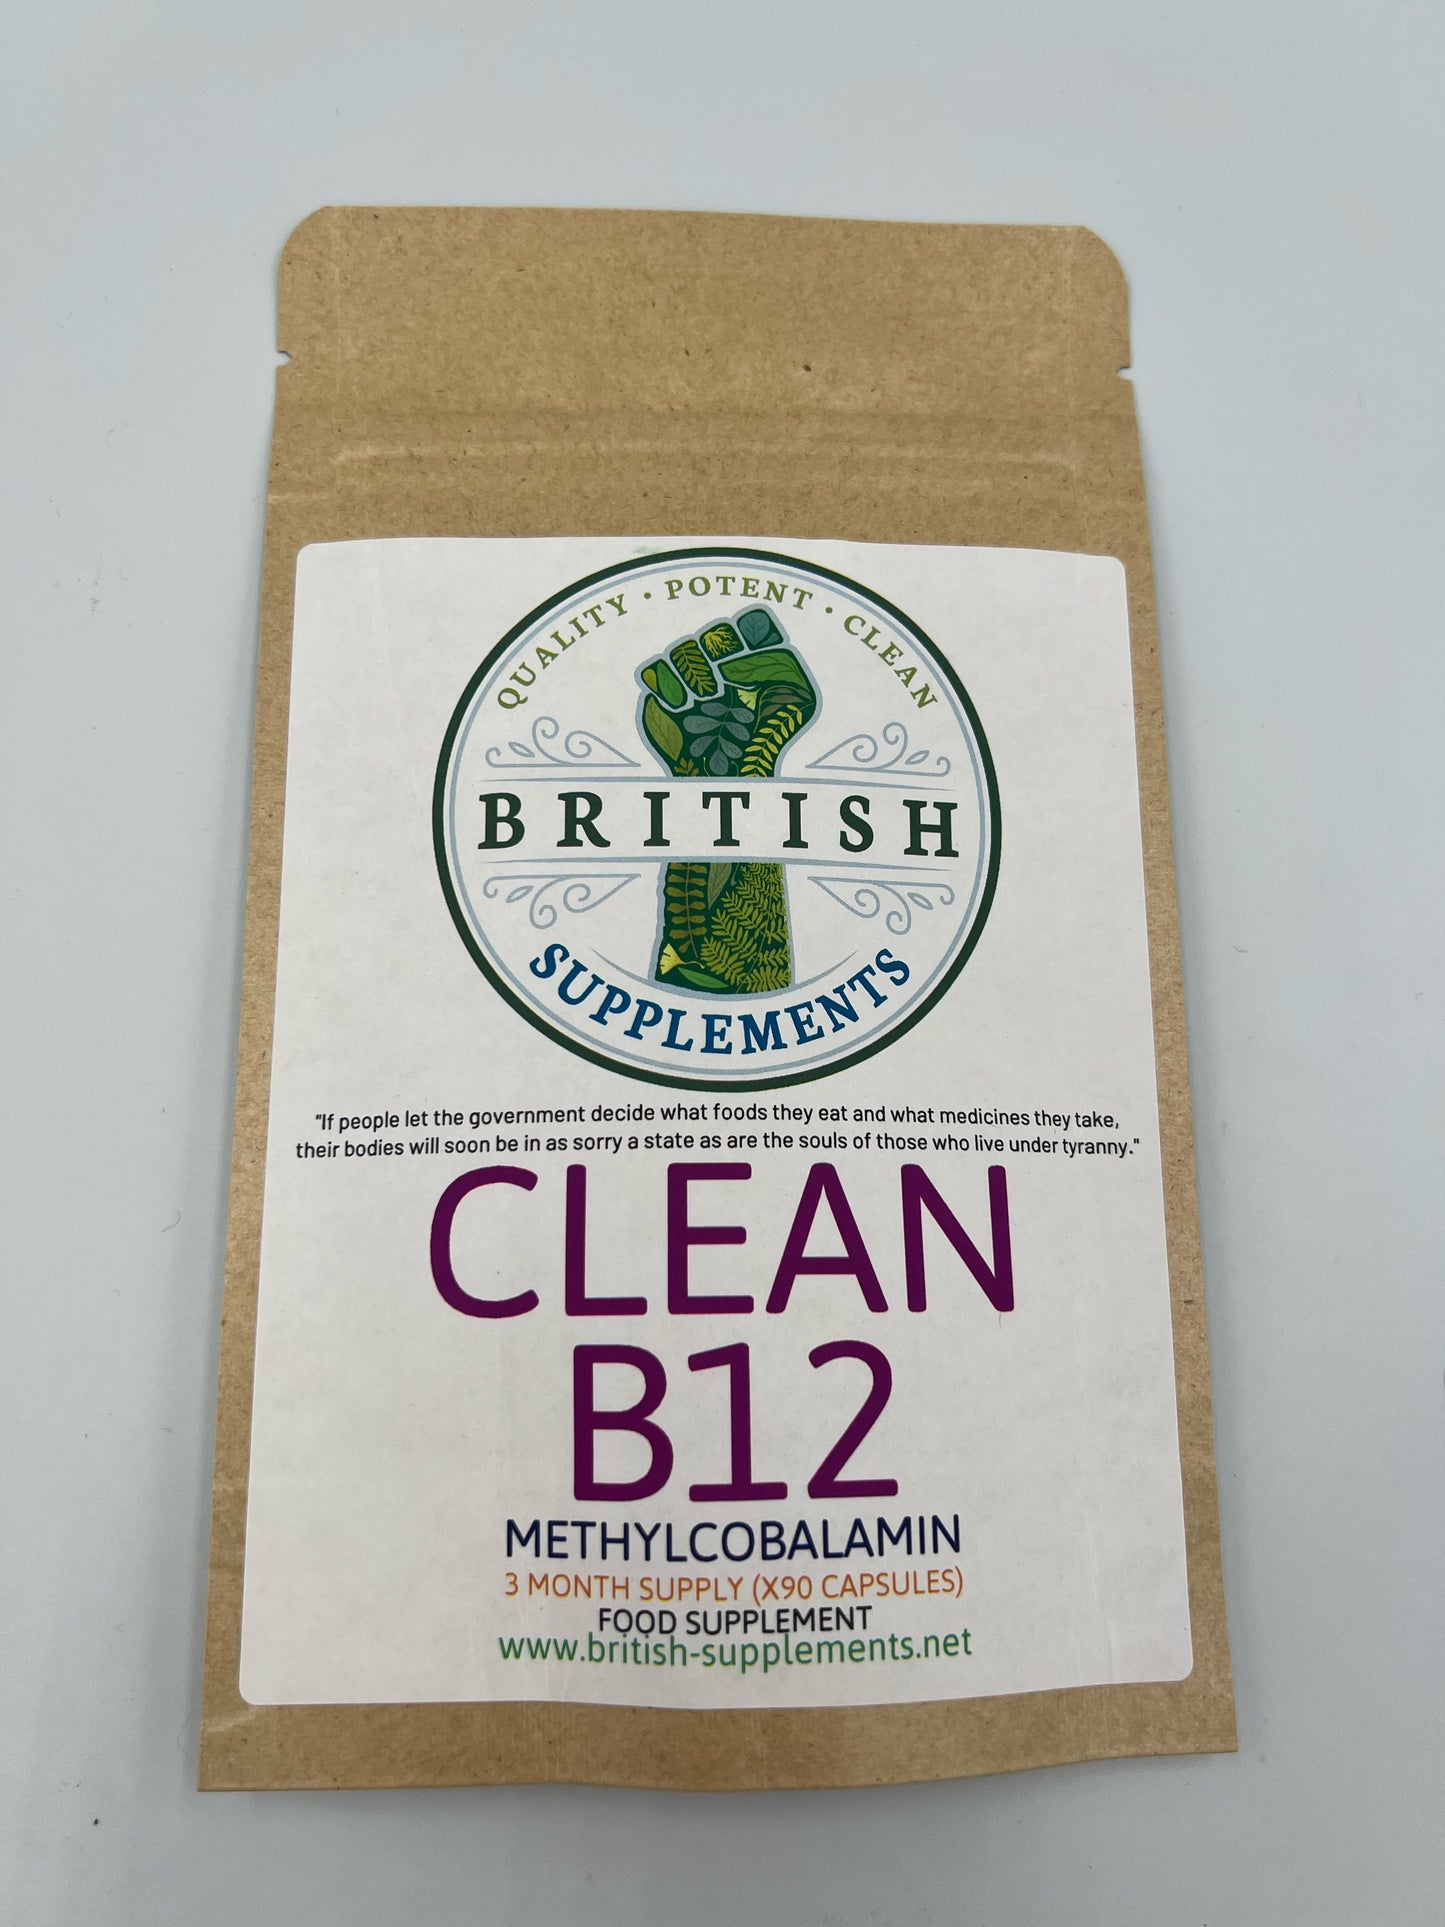 QUALITY · POTENT · CLEAN
BRITISH
SUPPLEMENTS
"If people let the government decide what foods they eat and what medicines they take,
their bodies will soon be in as sorry a state as are the souls of those who live under tyranny."
CLEAN
B12
METHYLCOBALAMIN
3 MONTH SUPPLY (X90 CAPSULES)
FOOD SUPPLEMENT
www.british-supplements.net